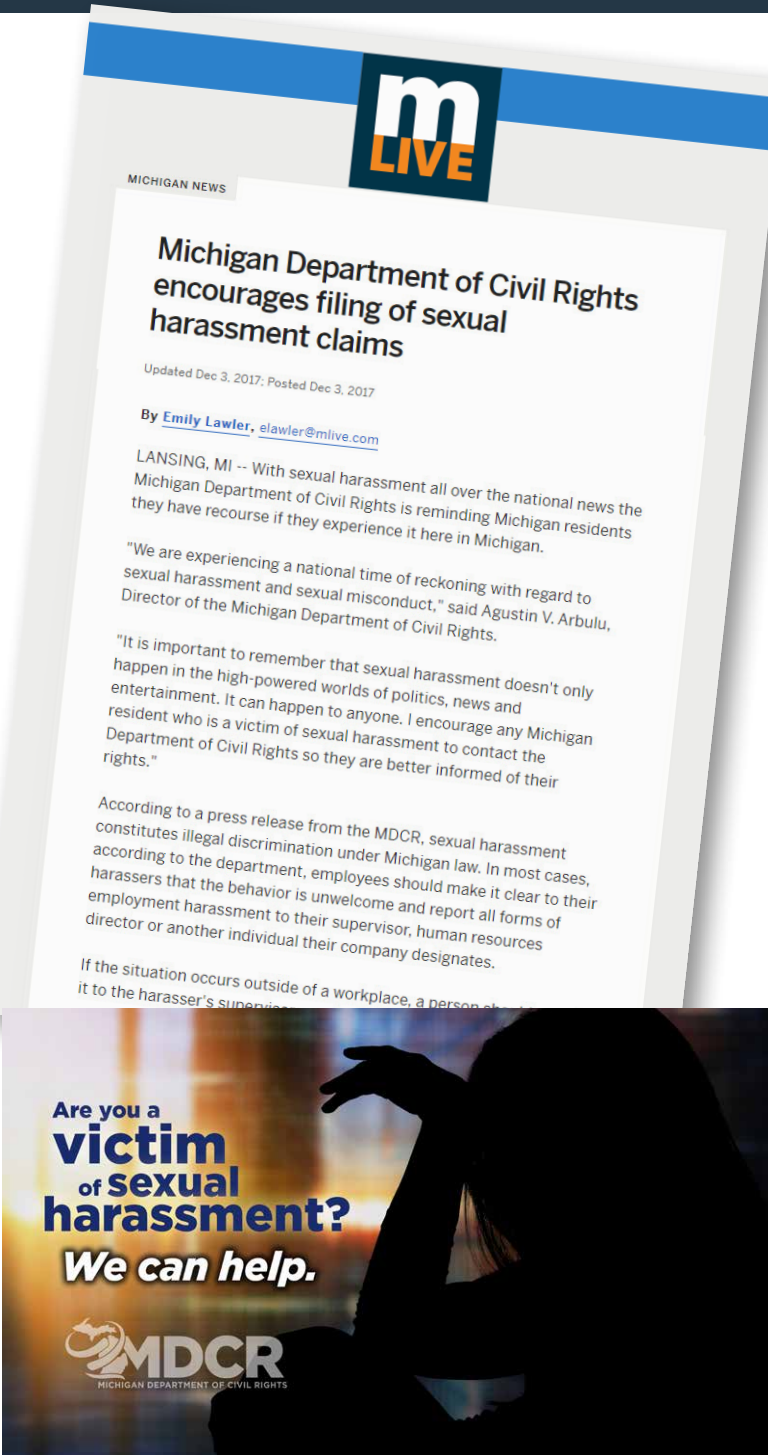 m
LIVE
MICHIGAN NEWS
Michigan Department of Civil Rights
encourages filing of sexual
harassment claims
Updated Dec 3, 2017; Posted Dec 3, 2017
By Emily Lawler, elawler@mlive.com
LANSING, MI -- With sexual harassment all over the national news the
Michigan Department of Civil Rights is reminding Michigan residents
they have recourse if they experience it here in Michigan.
"We are experiencing a national time of reckoning with regard to
sexual harassment and sexual misconduct," said Agustin V. Arbulu,
Director of the Michigan Department of Civil Rights.
"It is important to remember that sexual harassment doesn't only
happen in the high-powered worlds of politics, news and
entertainment. It can happen to anyone. I encourage any Michigan
resident who is a victim of sexual harassment to contact the
Department of Civil Rights so they are better informed of their
rights."
According to a press release from the MDCR, sexual harassment
constitutes illegal discrimination under Michigan law. In most cases,
according to the department, employees should make it clear to their
harassers that the behavior is unwelcome and report all forms of
employment harassment to their supervisor, human resources
director or another individual their company designates.
If the situation occurs outside of a workplace, a person
it to the harasser's
Are you a
victim
of sexual
harassment?
We can help.
MDCR
MICHIGAN DEPARTMENT OF CIVIL RIGHTS